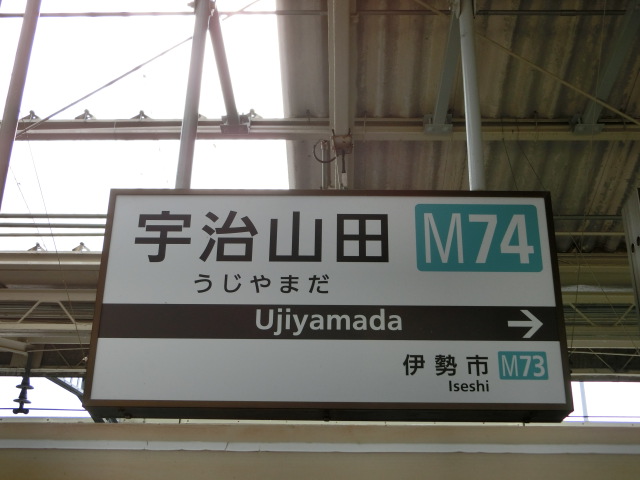 宇治山田 M74
うじやまだ
Ujiyamada
伊勢市 M73
Iseshi